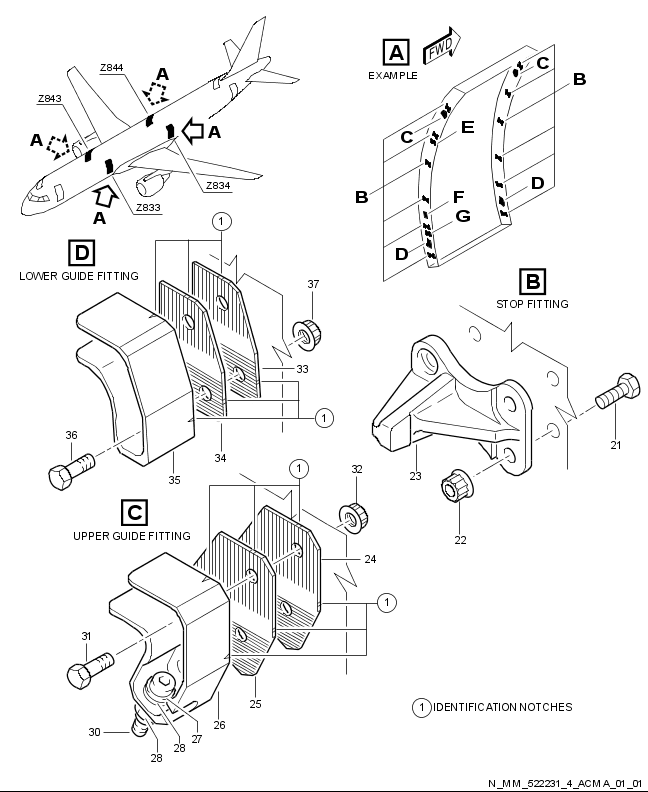 Z844
A
Z843
A
A
Z834
Z833
A
A
EXAMPLE
FWD
C
B
C
E
B
F
D
G
D
D
LOWER GUIDE FITTING
1
37
33
1
34
35
36
B
STOP FITTING
21
23
22
C
UPPER GUIDE FITTING
1
32
24
1
31
25
26
27
28
28
30
1 IDENTIFICATION NOTCHES
N_MM_522231_4_ACMA_01_01